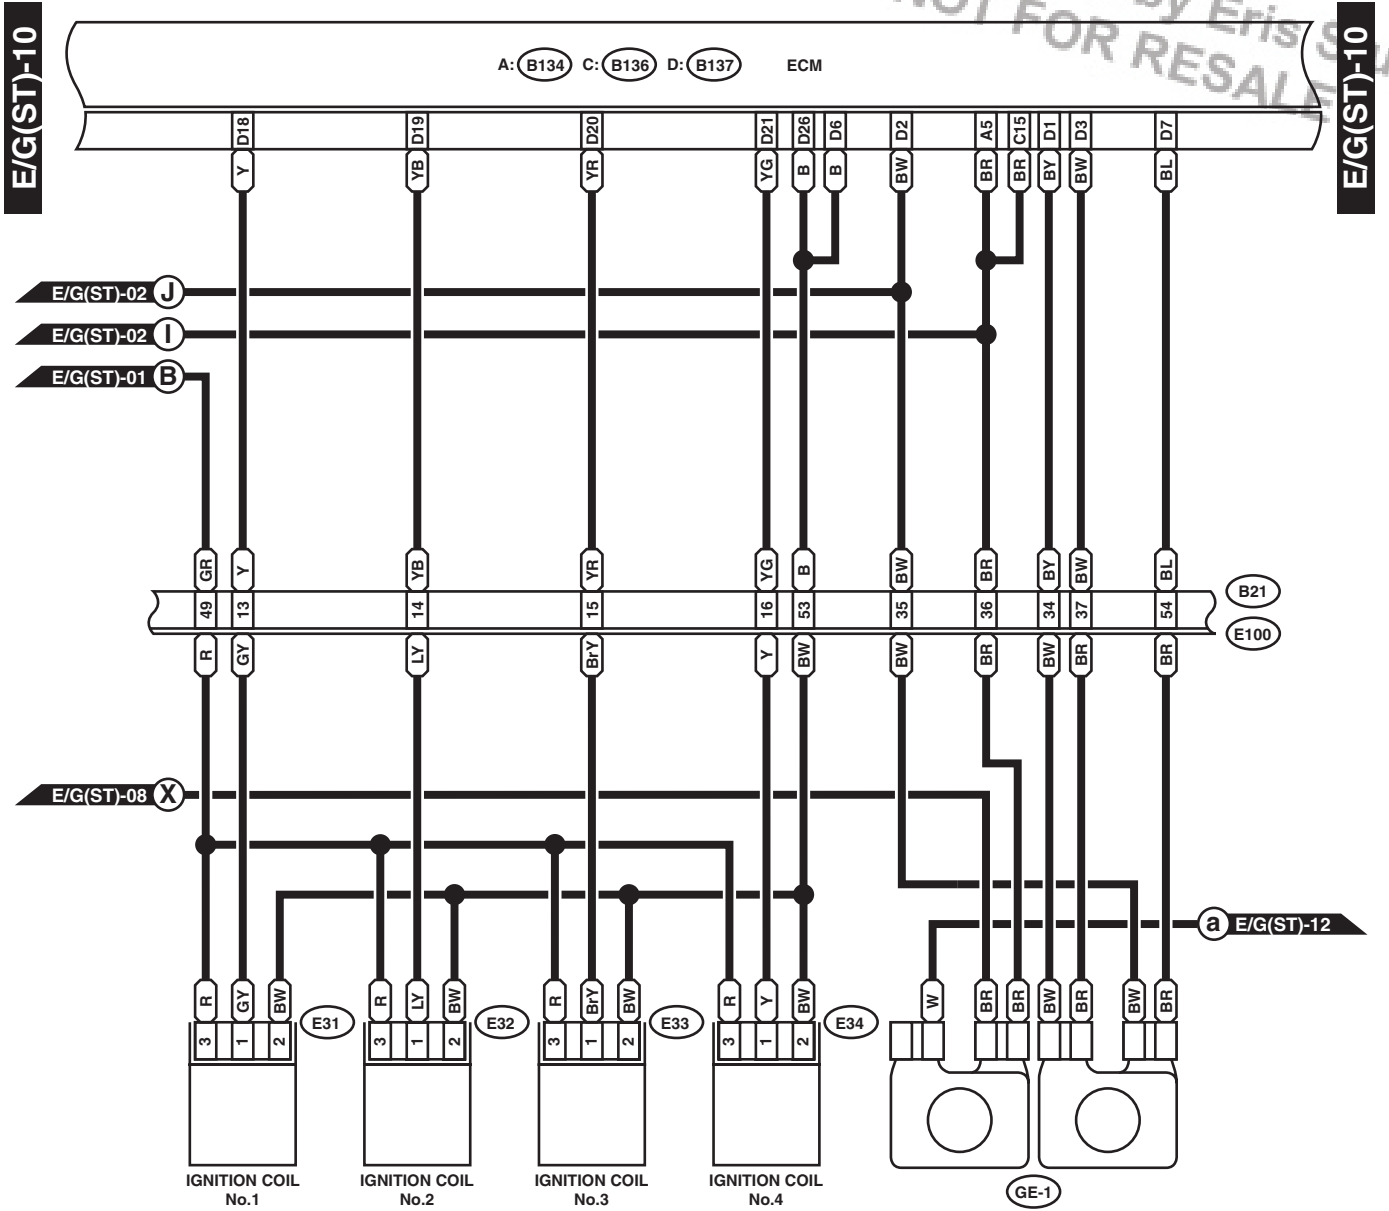 by Eris Stu
NOT FOR RESALE
E/G(ST)-10
E/G(ST)-10
A: B134 C: B136 D: B137 ECM
D18 D19 D20 D21 D26 D6 D2 A5 C15 D1 D3 D7
Y YB YR YG B B BW BR BR BY BW BL
E/G(ST)-02 J
E/G(ST)-02 I
E/G(ST)-01 B
GR Y YB YR YG B BW BR BY BW BL
B21
49 13 14 15 16 53 35 36 34 37 54
E100
R GY LY BrY Y BW BW BR BW BR BR
E/G(ST)-08 X
a E/G(ST)-12
R GY BW R LY BW R BrY BW R Y BW W BR BR BW BR BW BR
E31 E32 E33 E34
3 1 2 3 1 2 3 1 2 3 1 2
IGNITION COIL No.1
IGNITION COIL No.2
IGNITION COIL No.3
IGNITION COIL No.4
GE-1